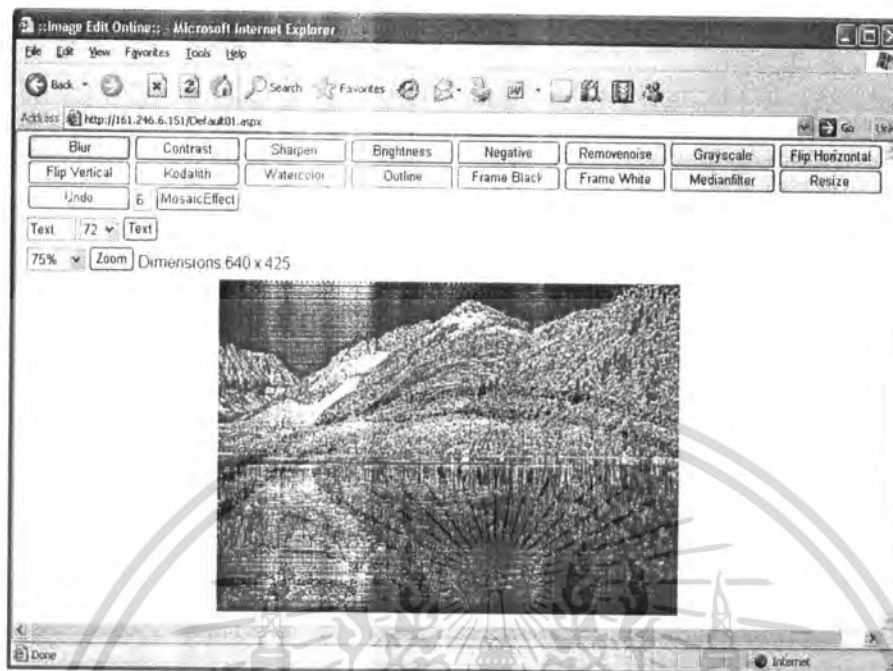 ::Image Edit Online:: - Microsoft Internet Explorer
File Edit View Favorites Tools Help
Back Search Favorites
Address http://161.246.6.151/Default01.aspx Go Link
Blur Contrast Sharpen Brightness Negative Removenoise Grayscale Flip Horizontal
Flip Vertical Kodalith Watercolor Outline Frame Black Frame White Medianfilter Resize
Undo 6 MosaicEffect
Text 72 Text
75% Zoom Dimensions:640 x 425
Done Internet